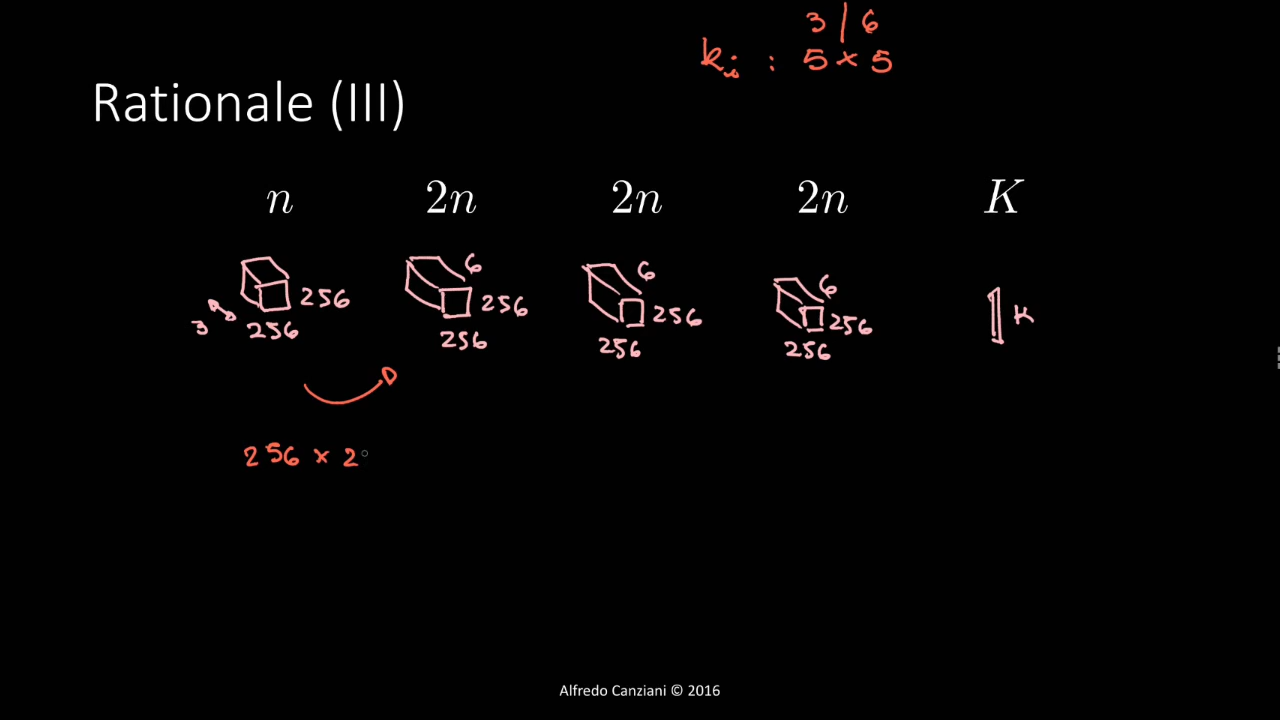 3 | 6
k_i : 5 × 5
Rationale (III)
n 2n 2n 2n K
6 6 6
256 256 256 256 K
3 256 256 256 256
256 × 2
Alfredo Canziani © 2016